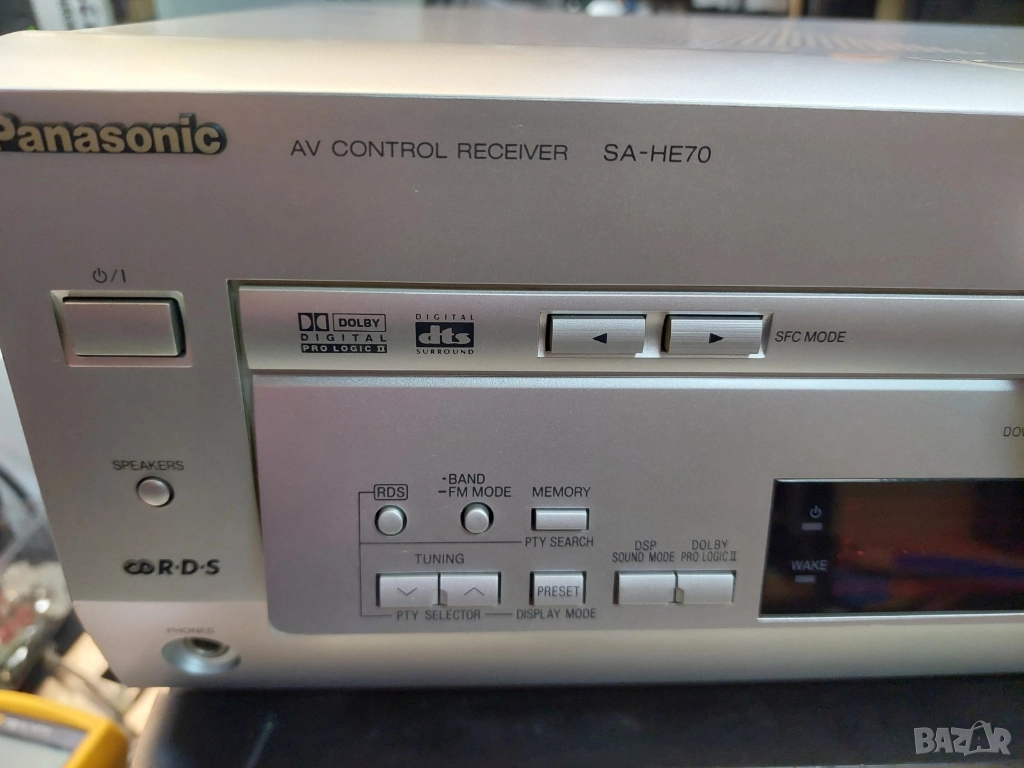 Panasonic
AV CONTROL RECEIVER SA-HE70
⏻/I
DOLBY
DIGITAL
PRO LOGIC II
DIGITAL
dts
SURROUND
◄ ► SFC MODE
SPEAKERS
RDS
-BAND
-FM MODE
MEMORY
PTY SEARCH
TUNING
PRESET
PTY SELECTOR
DISPLAY MODE
DSP
SOUND MODE
DOLBY
PRO LOGIC II
WAKE
R·D·S
PHONES
BAZAR